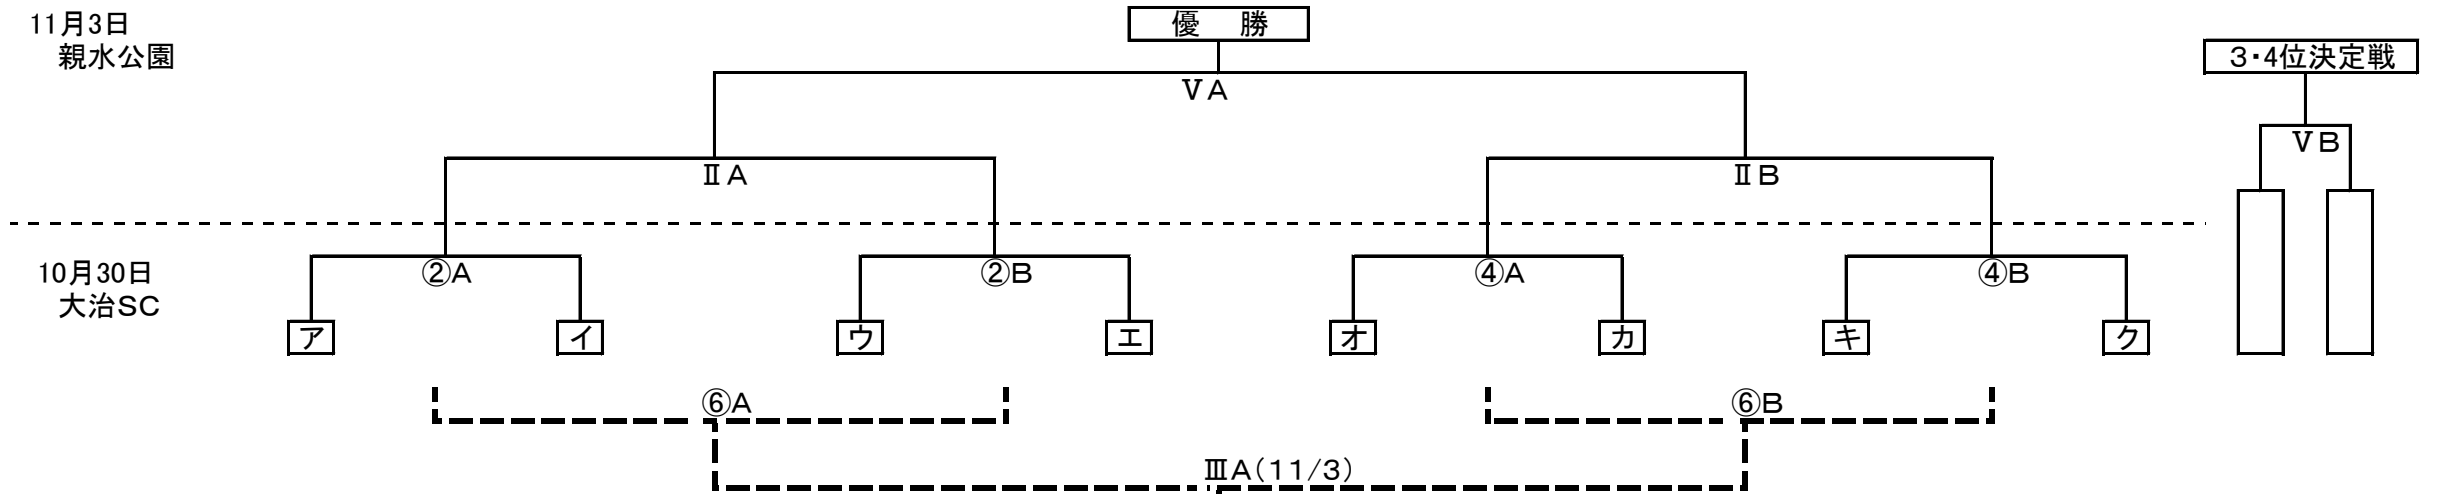 11月3日
親水公園
優　勝
3・4位決定戦
ⅤA
ⅤB
ⅡA
ⅡB
10月30日
大治SC
②A
②B
④A
④B
ア
イ
ウ
エ
オ
カ
キ
ク
⑥A
⑥B
ⅢA(11/3)